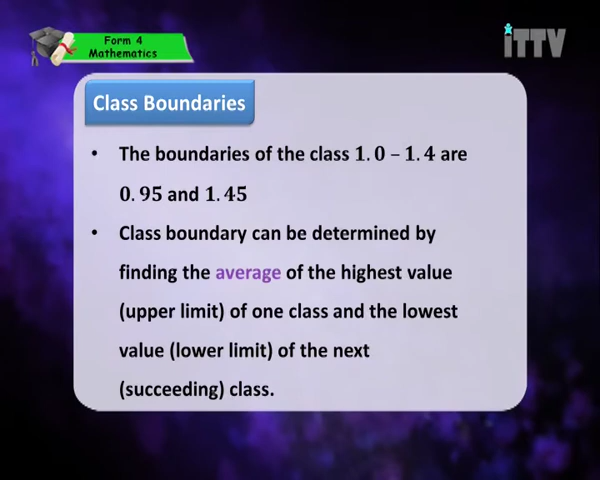 Form 4
Mathematics
iTTV
Class Boundaries
• The boundaries of the class 1.0 – 1.4 are
0.95 and 1.45
• Class boundary can be determined by
finding the average of the highest value
(upper limit) of one class and the lowest
value (lower limit) of the next
(succeeding) class.